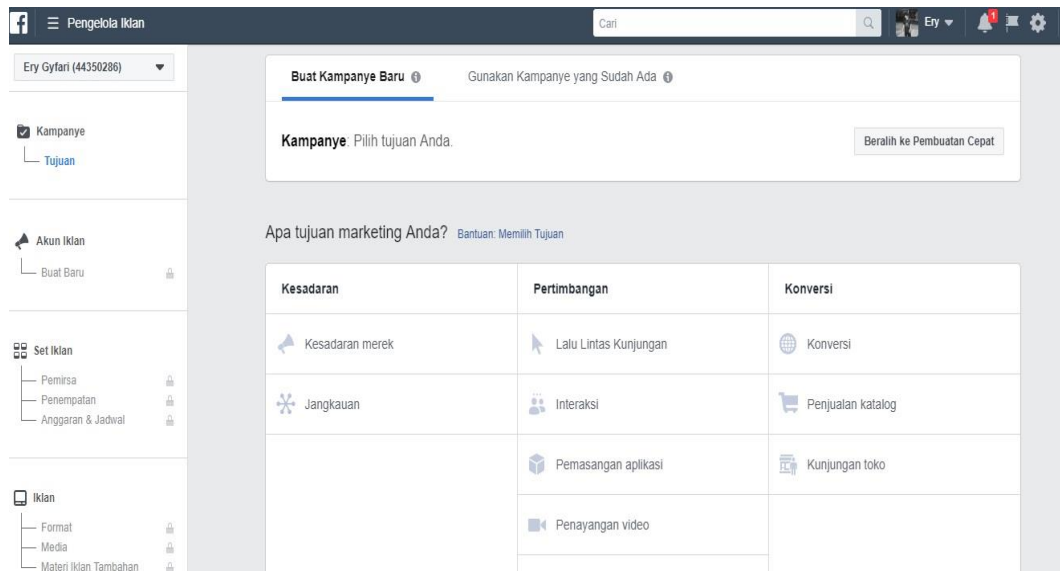 f Pengelola Iklan Cari Ery 1
Ery Gyfari (44350286)
Kampanye
Tujuan
Akun Iklan
Buat Baru
Set Iklan
Pemirsa
Penempatan
Anggaran & Jadwal
Iklan
Format
Media
Materi Iklan Tambahan
Buat Kampanye Baru Gunakan Kampanye yang Sudah Ada
Kampanye: Pilih tujuan Anda. Beralih ke Pembuatan Cepat
Apa tujuan marketing Anda? Bantuan: Memilih Tujuan
Kesadaran Pertimbangan Konversi
Kesadaran merek Lalu Lintas Kunjungan Konversi
Jangkauan Interaksi Penjualan katalog
Pemasangan aplikasi Kunjungan toko
Penayangan video